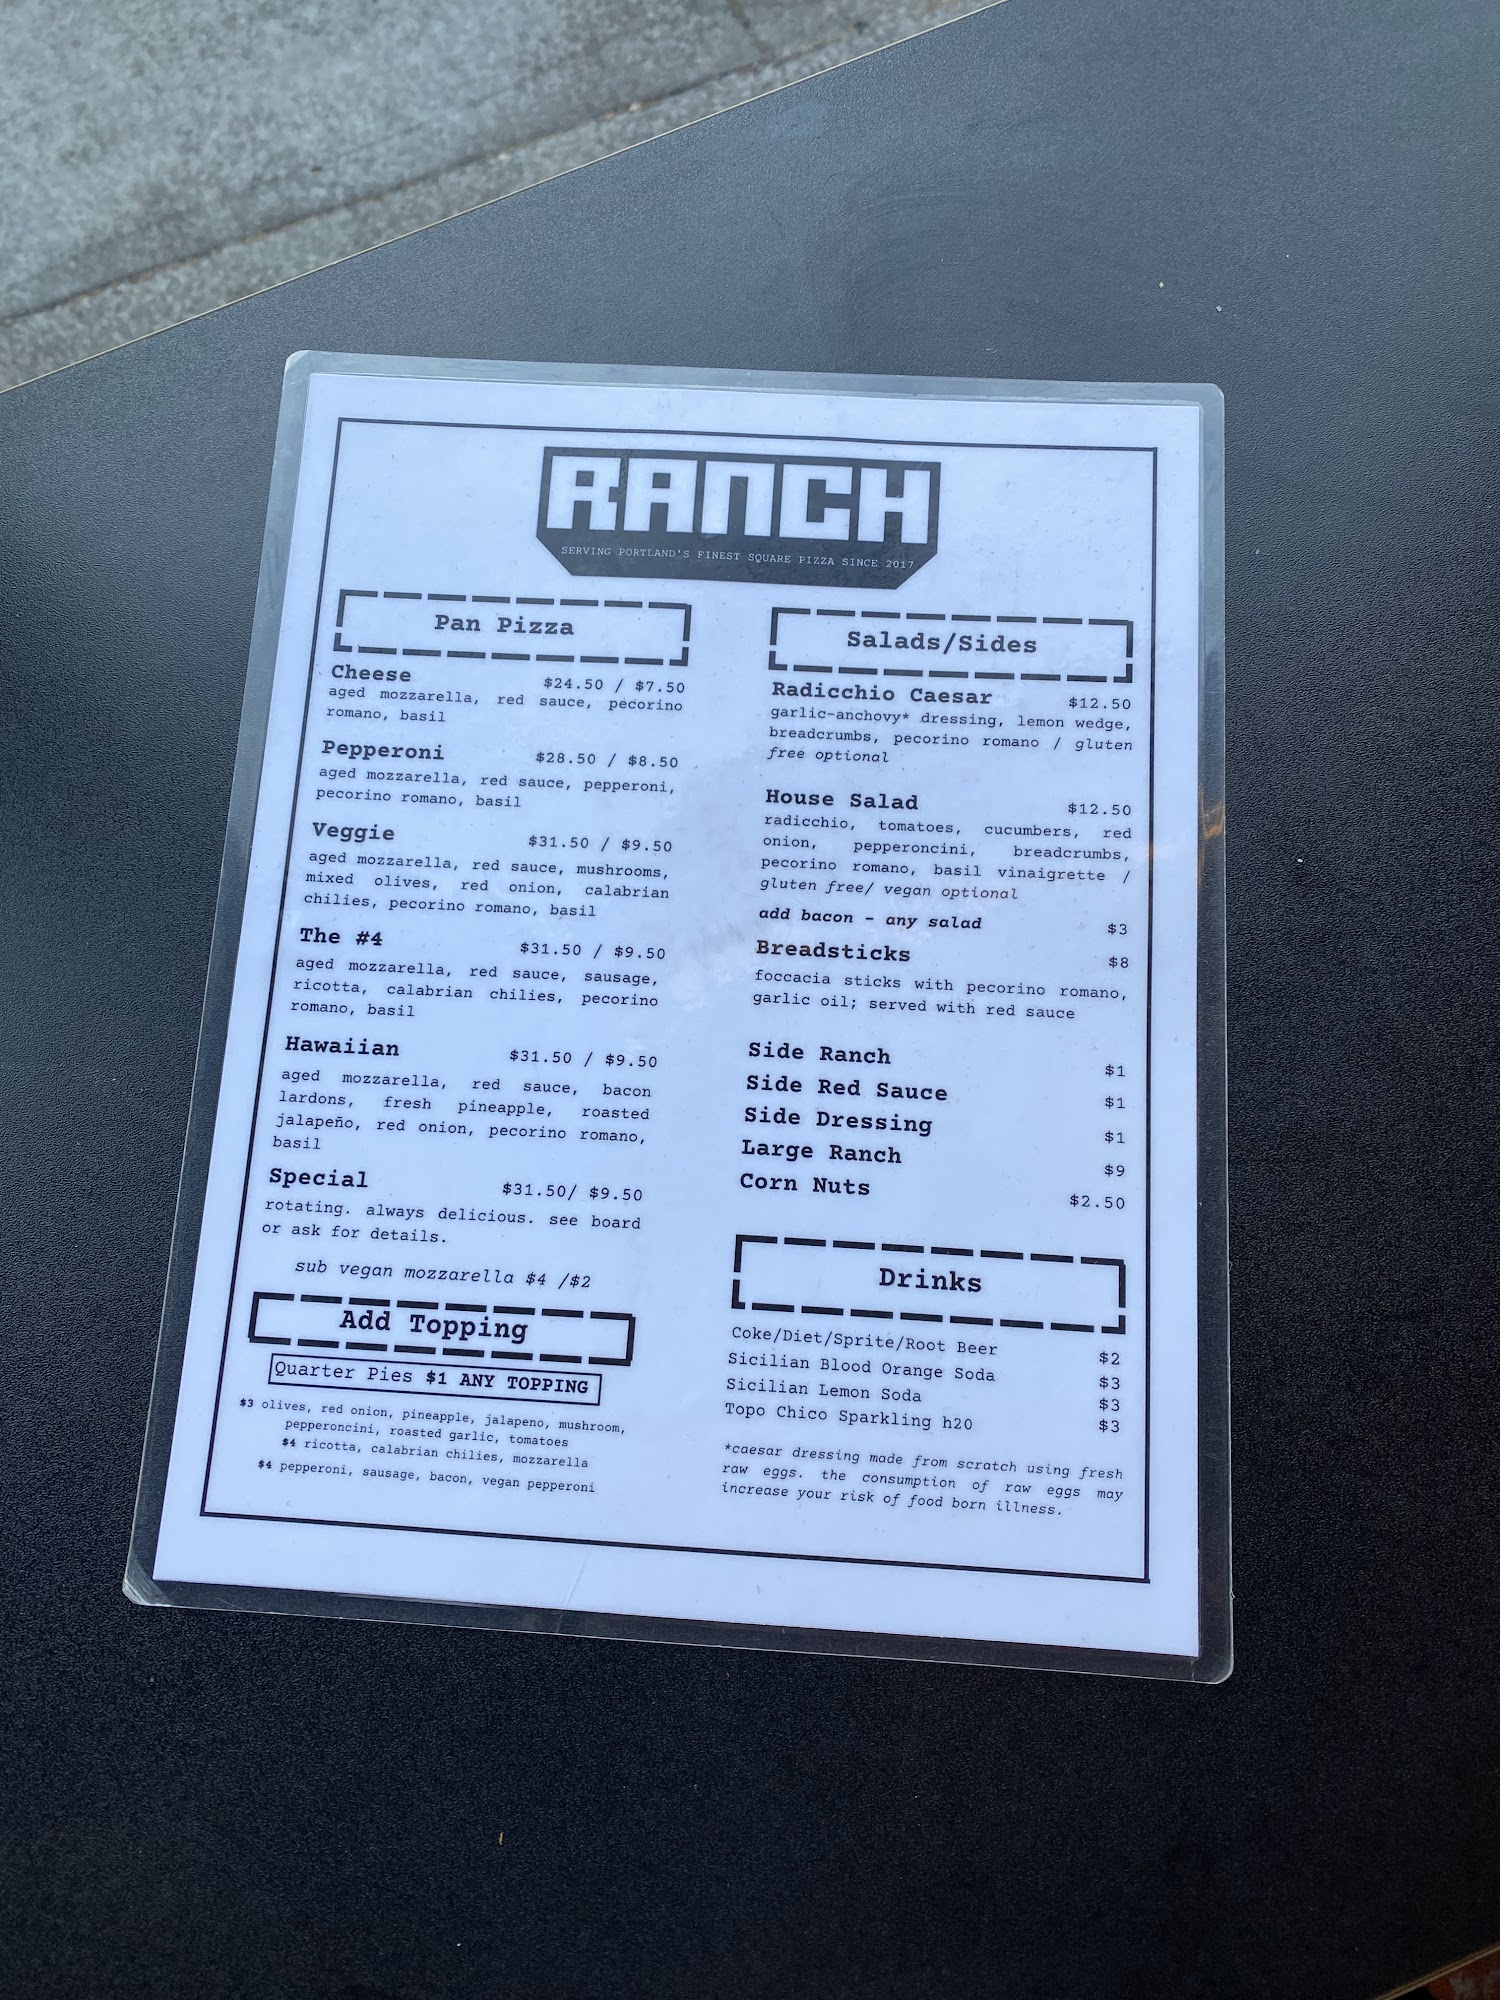 RANCH
SERVING PORTLAND'S FINEST SQUARE PIZZA SINCE 2017
Pan Pizza
Cheese $24.50 / $7.50
aged mozzarella, red sauce, pecorino
romano, basil
Pepperoni $28.50 / $8.50
aged mozzarella, red sauce, pepperoni,
pecorino romano, basil
Veggie $31.50 / $9.50
aged mozzarella, red sauce, mushrooms,
mixed olives, red onion, calabrian
chilies, pecorino romano, basil
The #4 $31.50 / $9.50
aged mozzarella, red sauce, sausage,
ricotta, calabrian chilies, pecorino
romano, basil
Hawaiian $31.50 / $9.50
aged mozzarella, red sauce, bacon
lardons, fresh pineapple, roasted
jalapeño, red onion, pecorino romano,
basil
Special $31.50/ $9.50
rotating. always delicious. see board
or ask for details.
sub vegan mozzarella $4 /$2
Add Topping
Quarter Pies $1 ANY TOPPING
$3 olives, red onion, pineapple, jalapeno, mushroom,
pepperoncini, roasted garlic, tomatoes
$4 ricotta, calabrian chilies, mozzarella
$4 pepperoni, sausage, bacon, vegan pepperoni
Salads/Sides
Radicchio Caesar $12.50
garlic-anchovy* dressing, lemon wedge,
breadcrumbs, pecorino romano / gluten
free optional
House Salad $12.50
radicchio, tomatoes, cucumbers, red
onion, pepperoncini, breadcrumbs,
pecorino romano, basil vinaigrette /
gluten free/ vegan optional
add bacon - any salad $3
Breadsticks $8
foccacia sticks with pecorino romano,
garlic oil; served with red sauce
Side Ranch $1
Side Red Sauce $1
Side Dressing $1
Large Ranch $9
Corn Nuts $2.50
Drinks
Coke/Diet/Sprite/Root Beer $2
Sicilian Blood Orange Soda $3
Sicilian Lemon Soda $3
Topo Chico Sparkling h20 $3
*caesar dressing made from scratch using fresh
raw eggs. the consumption of raw eggs may
increase your risk of food born illness.